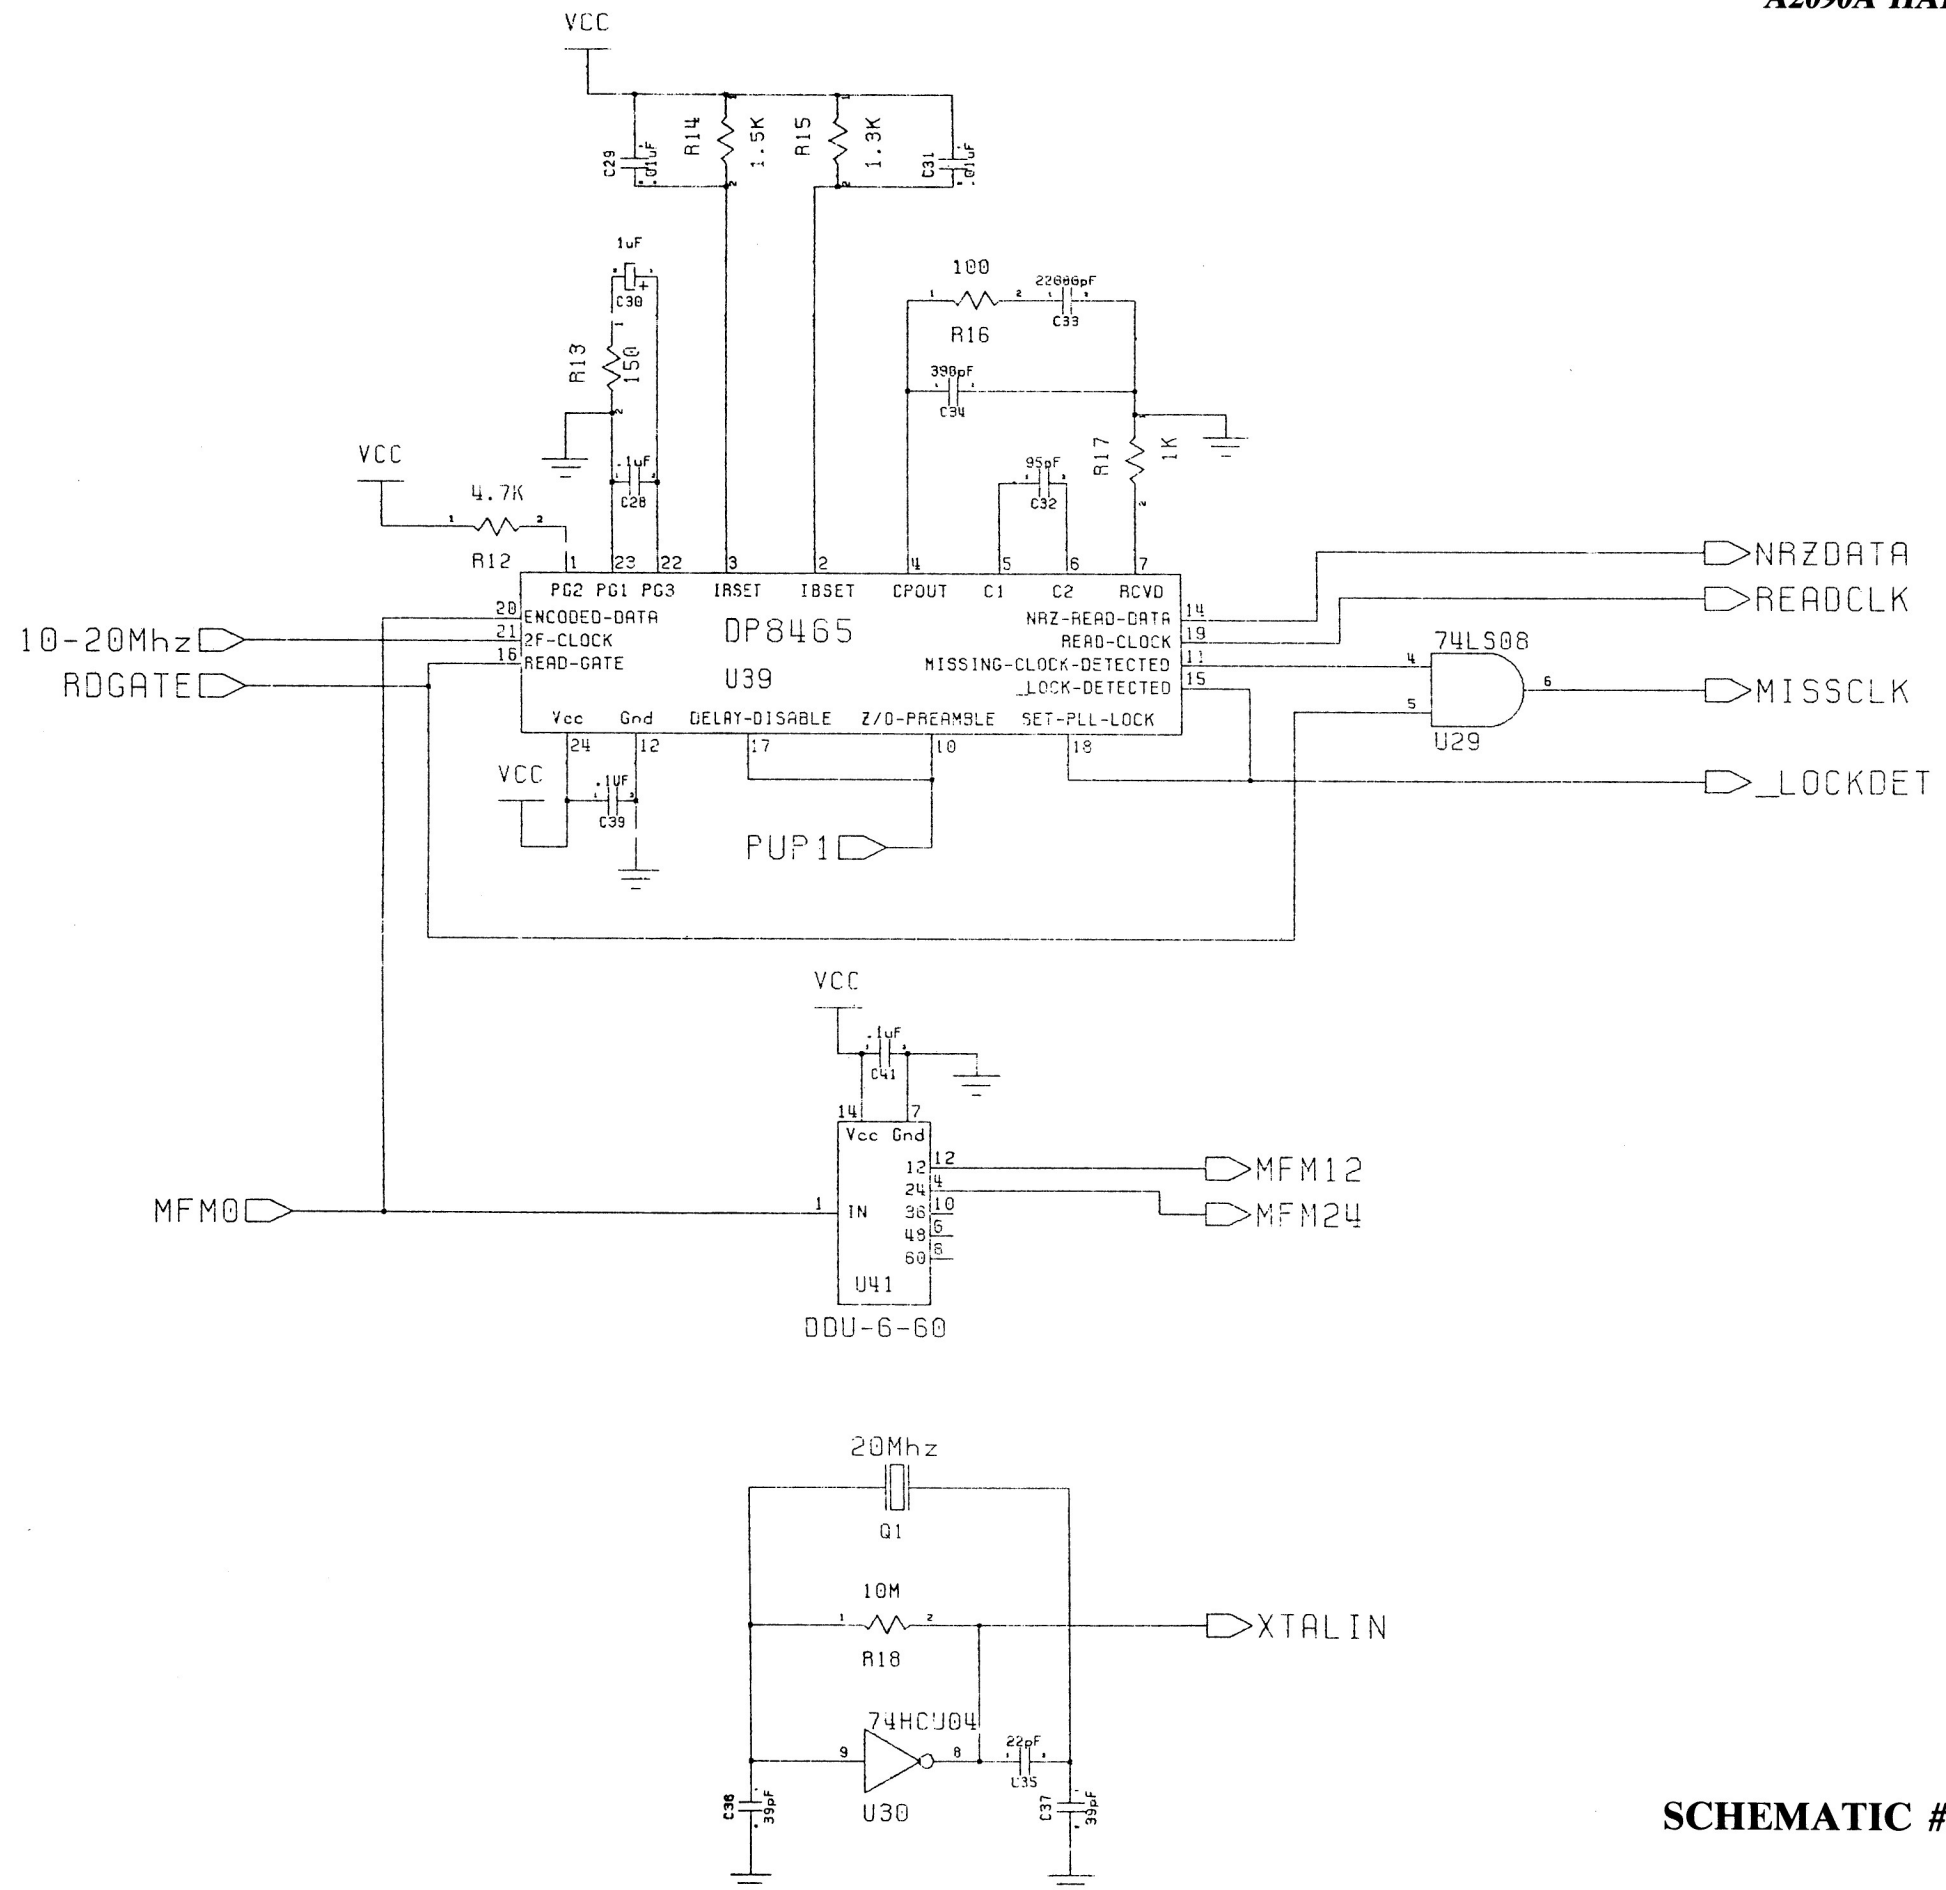 A2090A HA
VCC
C29
.01uF
R14
1.5K
R15
1.3K
C31
.01uF
1uF
C30
R13
150
100
R16
22000pF
C33
390pF
C34
R17
1K
VCC
4.7K
R12
.1uF
C28
95pF
C32
1 23 22 3 2 4 5 6 7
PG2 PG1 PG3 IRSET IBSET CPOUT C1 C2 RCVD
NRZDATA
READCLK
20 ENCODED-DATA
NRZ-READ-DATA 14
10-20Mhz
21 2F-CLOCK
DP8465
READ-CLOCK 19
16 READ-GATE
MISSING-CLOCK-DETECTED 11
RDGATE
U39
_LOCK-DETECTED 15
74LS08
4
5
6
U29
MISSCLK
Vcc Gnd DELAY-DISABLE Z/O-PREAMBLE SET-PLL-LOCK
24 12 17 10 18
VCC
.1UF
C39
_LOCKDET
PUP1
VCC
.1uF
C41
14 7
Vcc Gnd
12 12
MFM12
24 4
MFM24
MFM0
1 IN
36 10
48 6
60 8
U41
DDU-6-60
20Mhz
Q1
10M
1 2
R18
XTALIN
74HCU04
9 8
U30
22pF
C35
C36
39pF
C37
39pF
SCHEMATIC #